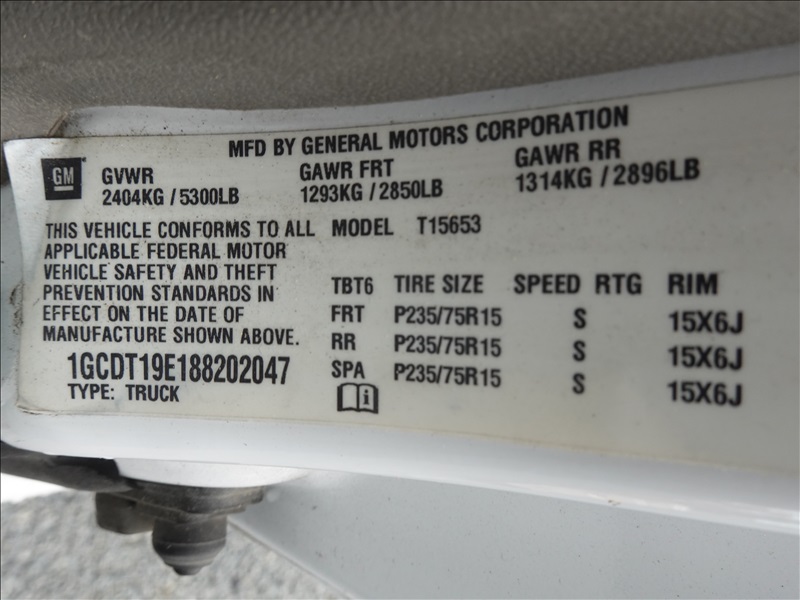 MFD BY GENERAL MOTORS CORPORATION
GM
GVWR GAWR FRT GAWR RR
2404KG / 5300LB 1293KG / 2850LB 1314KG / 2896LB
THIS VEHICLE CONFORMS TO ALL
APPLICABLE FEDERAL MOTOR
VEHICLE SAFETY AND THEFT
PREVENTION STANDARDS IN
EFFECT ON THE DATE OF
MANUFACTURE SHOWN ABOVE.
1GCDT19E188202047
TYPE: TRUCK
MODEL T15653
TBT6 TIRE SIZE SPEED RTG RIM
FRT P235/75R15 S 15X6J
RR P235/75R15 S 15X6J
SPA P235/75R15 S 15X6J
i